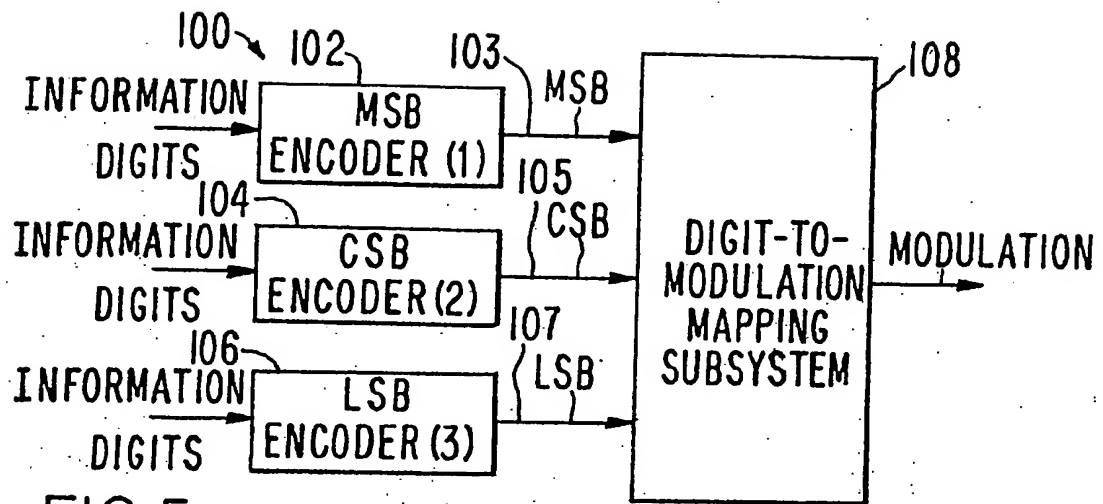 100
102
103
MSB
108
INFORMATION
DIGITS
MSB
ENCODER (1)
104
105
CSB
INFORMATION
DIGITS
CSB
ENCODER (2)
DIGIT-TO-
MODULATION
MAPPING
SUBSYSTEM
MODULATION
106
107
LSB
INFORMATION
DIGITS
LSB
ENCODER (3)